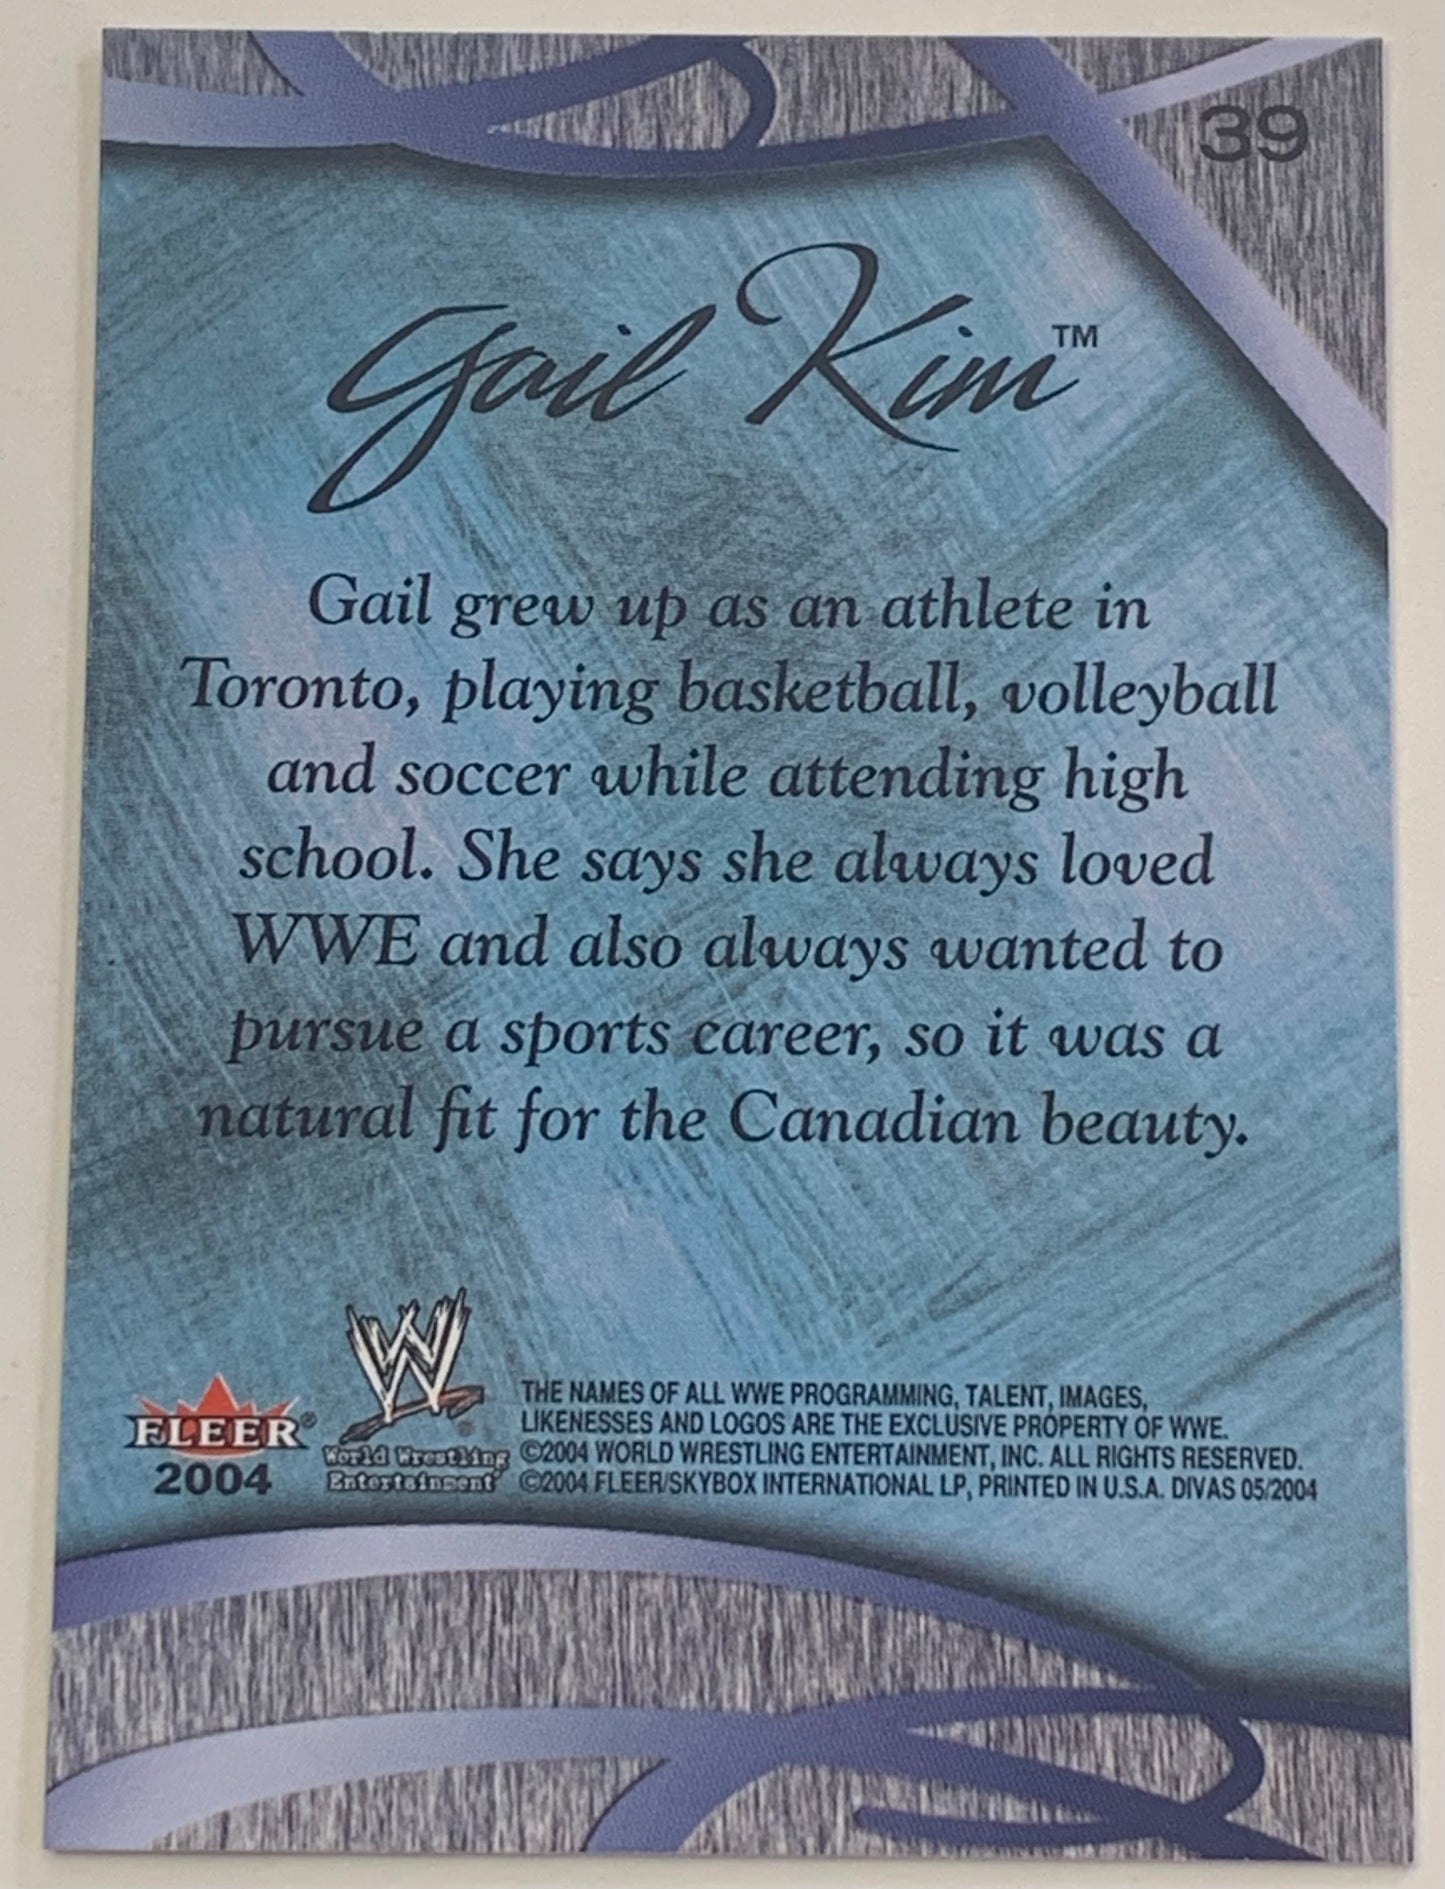 39
Gail Kim™
Gail grew up as an athlete in
Toronto, playing basketball, volleyball
and soccer while attending high
school. She says she always loved
WWE and also always wanted to
pursue a sports career, so it was a
natural fit for the Canadian beauty.
FLEER®
2004
W
World Wrestling
Entertainment
THE NAMES OF ALL WWE PROGRAMMING, TALENT, IMAGES,
LIKENESSES AND LOGOS ARE THE EXCLUSIVE PROPERTY OF WWE.
©2004 WORLD WRESTLING ENTERTAINMENT, INC. ALL RIGHTS RESERVED.
©2004 FLEER/SKYBOX INTERNATIONAL LP, PRINTED IN U.S.A. DIVAS 05/2004